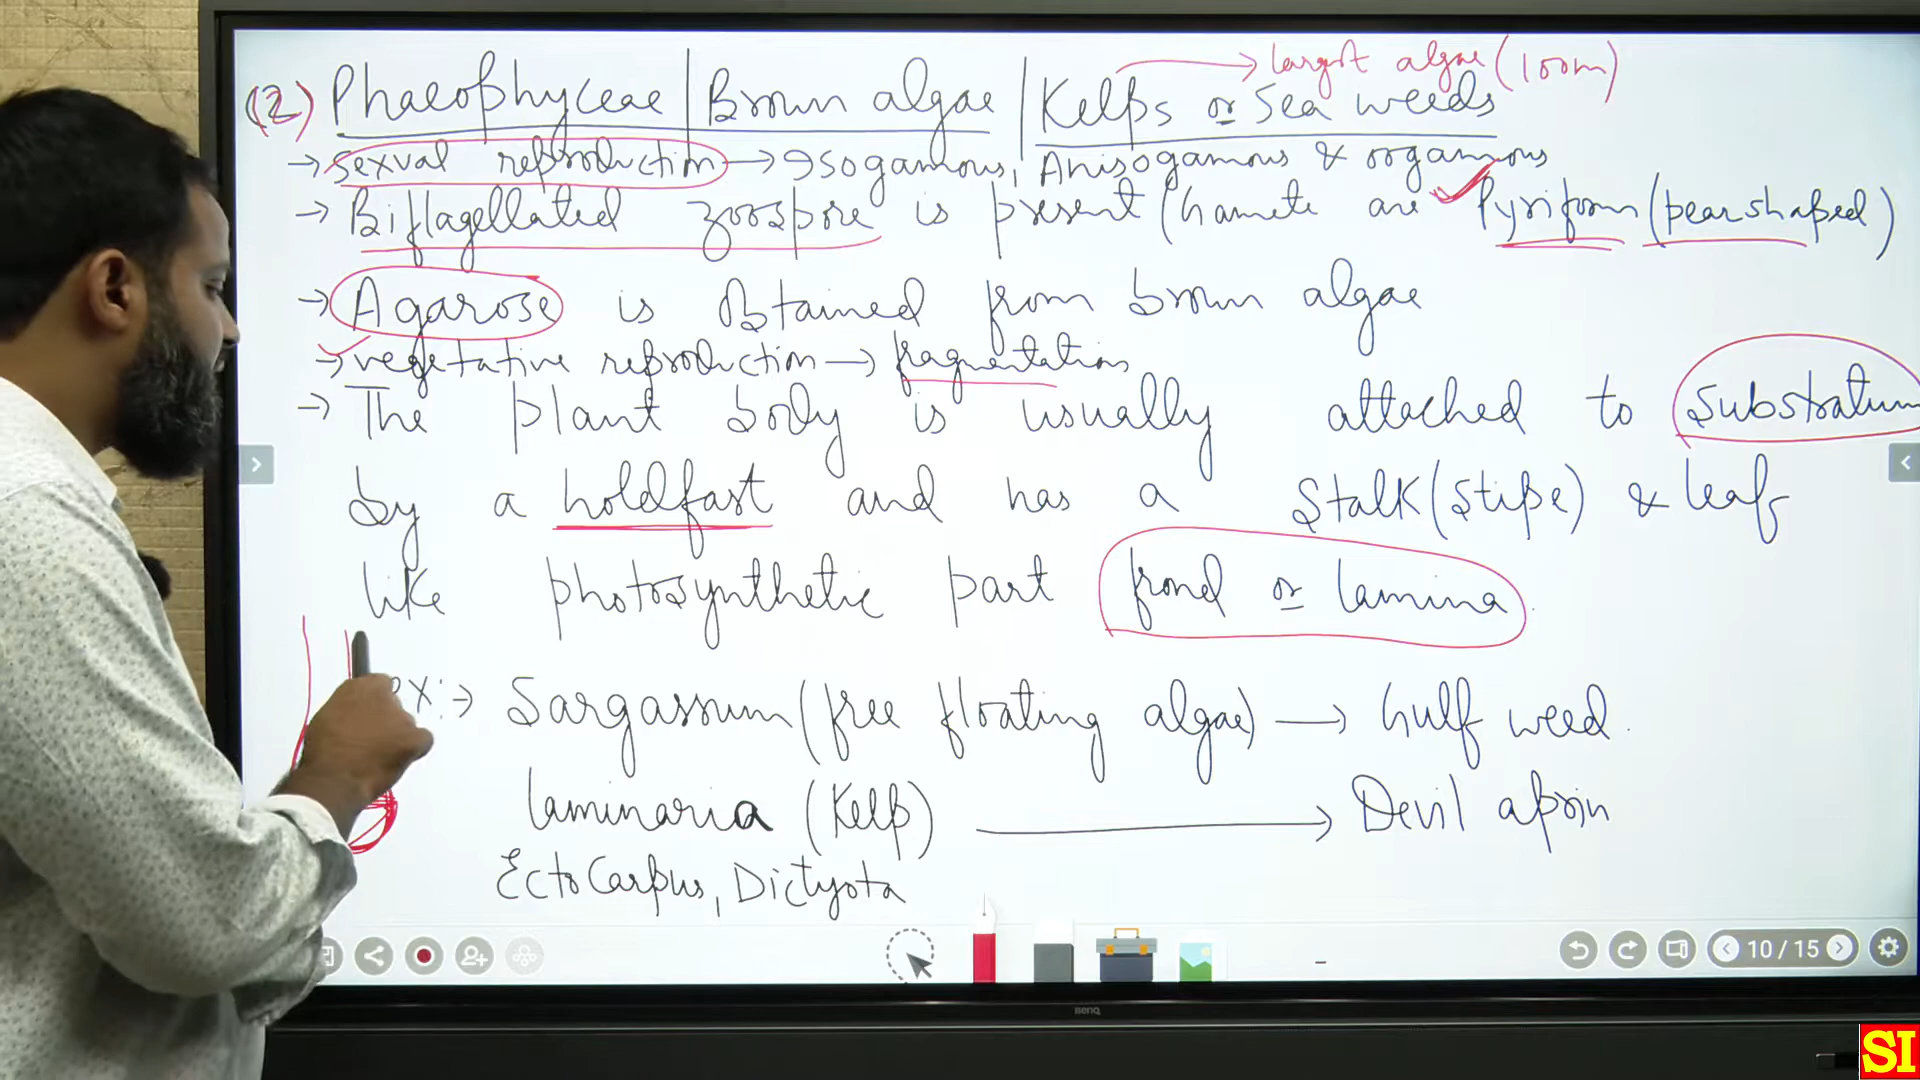 → largest algae (100m)
(2) Phaeophyceae | Brown algae | Kelps or Sea weeds
→ sexual reproduction → Isogamous, Anisogamous & oogamous
→ Biflagellated zoospore is present (Gamete are Pyriform (pear shaped)
→ Agarose is obtained from brown algae
→ vegetative reproduction → fragmentation
→ The plant body is usually attached to substratum
by a holdfast and has a Stalk (Stipe) & leaf
like photosynthetic part frond or lamina.
ex: → Sargassum (free floating algae) → Gulf weed.
laminaria (Kelp) → Devil aprin
Ectocarpus, Dictyota
10 / 15
BenQ
SI